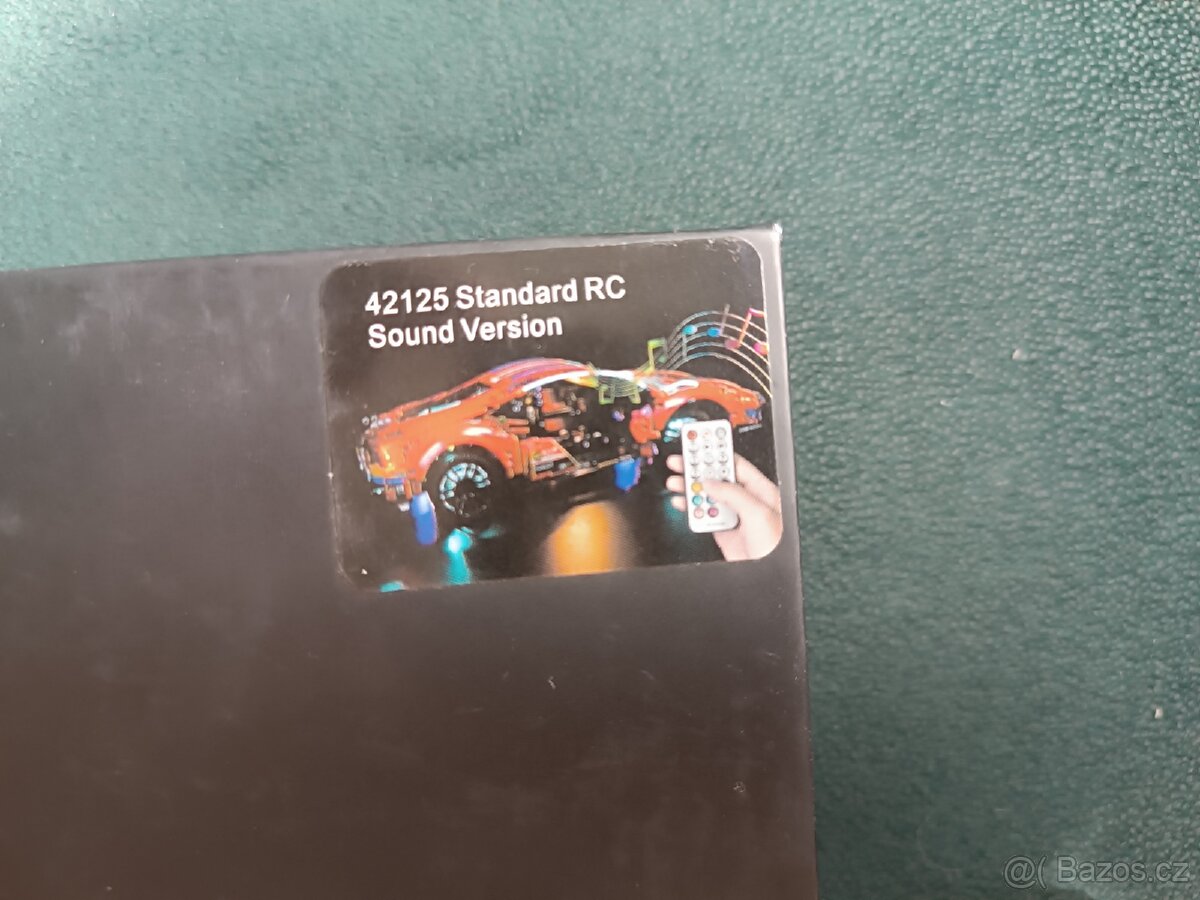 42125 Standard RC
Sound Version
@( Bazos.cz